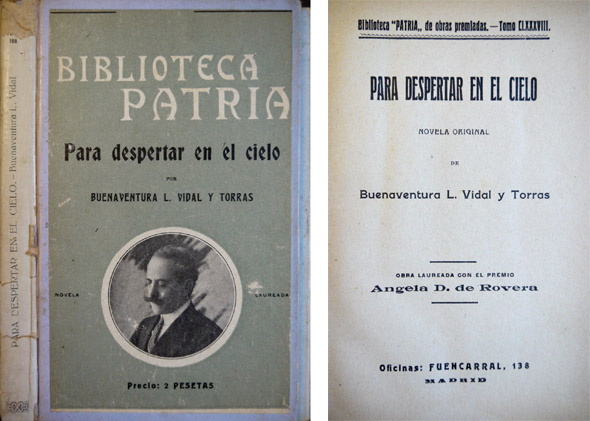 188
PARA DESPERTAR EN EL CIELO. - Buenaventura L. Vidal
BIBLIOTECA
PATRIA
Para despertar en el cielo
POR
BUENAVENTURA L. VIDAL Y TORRAS
NOVELA
LAUREADA
Precio: 2 PESETAS
Biblioteca "PATRIA„ de obras premiadas. — Tomo CLXXXVIII.
PARA DESPERTAR EN EL CIELO
NOVELA ORIGINAL
DE
Buenaventura L. Vidal y Torras
OBRA LAUREADA CON EL PREMIO
Angela D. de Rovera
Oficinas: FUENCARRAL, 138
MADRID